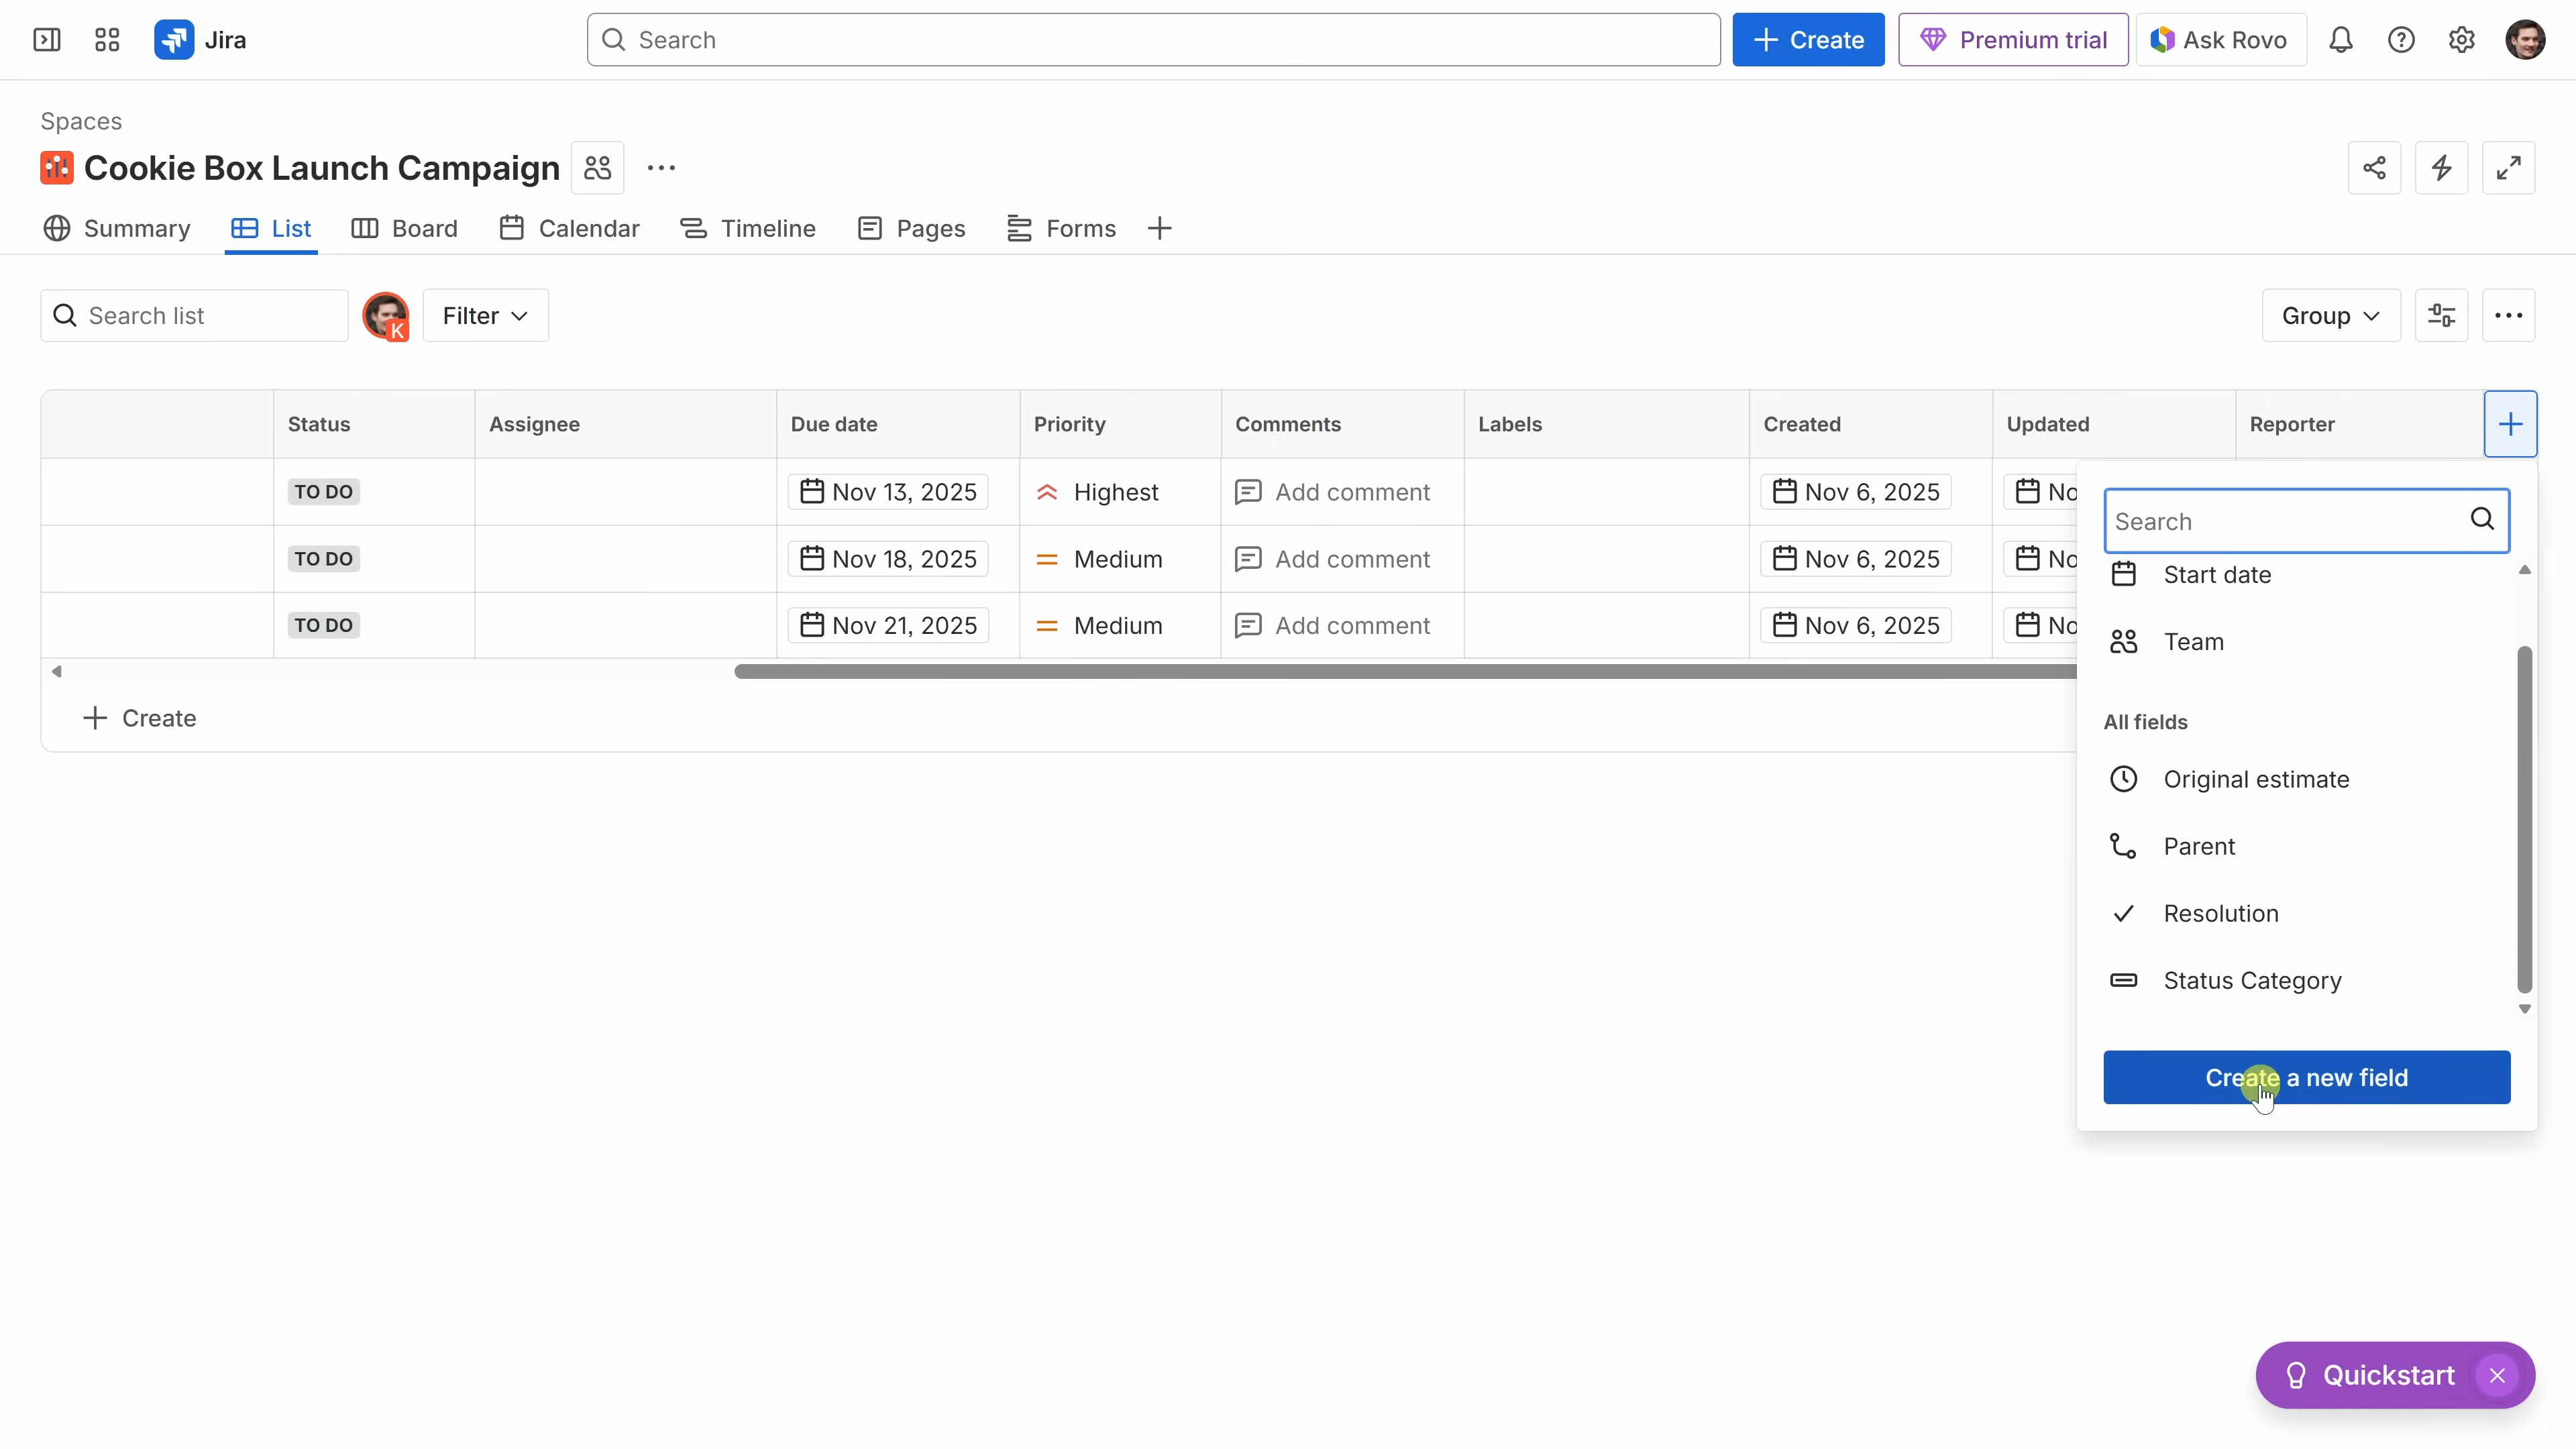 Jira
Search
Create
Premium trial
Ask Rovo
Spaces
Cookie Box Launch Campaign
Summary
List
Board
Calendar
Timeline
Pages
Forms
Search list
K
Filter
Group
Status
Assignee
Due date
Priority
Comments
Labels
Created
Updated
Reporter
TO DO
Nov 13, 2025
Highest
Add comment
Nov 6, 2025
No
TO DO
Nov 18, 2025
Medium
Add comment
Nov 6, 2025
No
TO DO
Nov 21, 2025
Medium
Add comment
Nov 6, 2025
No
Create
Search
Start date
Team
All fields
Original estimate
Parent
Resolution
Status Category
Create a new field
Quickstart